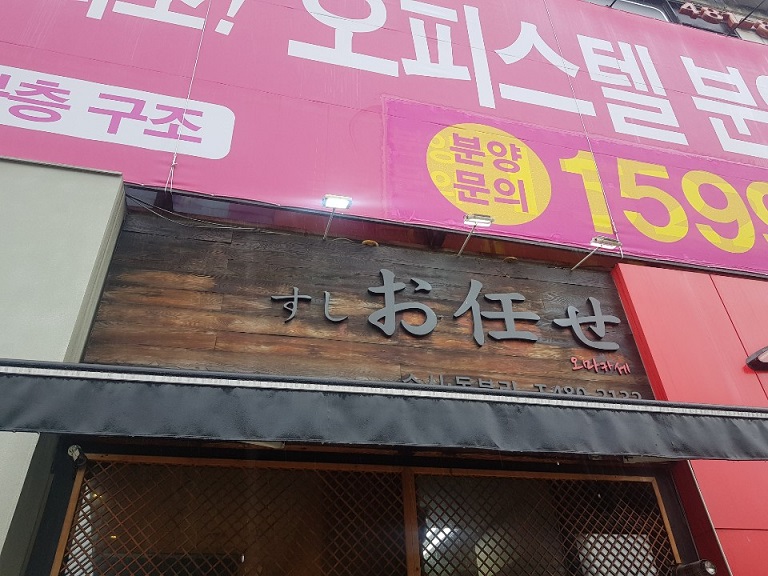 오피스텔 분
층 구조
분양
문의
1599
すし お任せ
오마카세